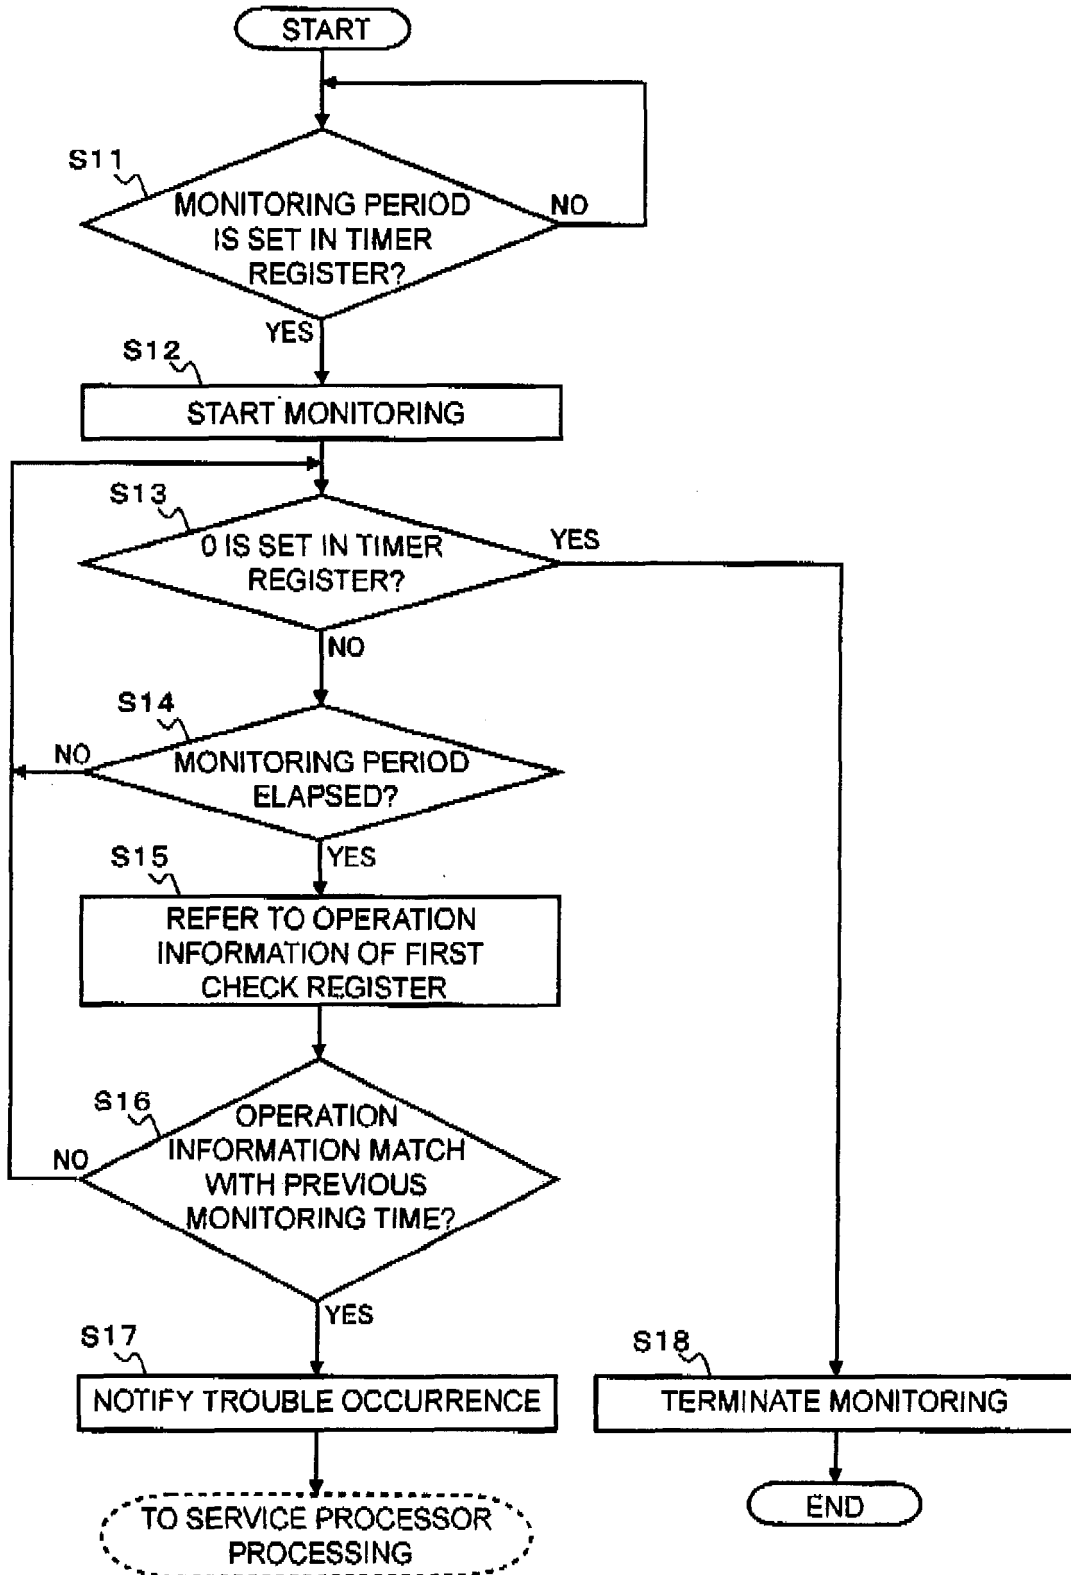 START
S11
MONITORING PERIOD
IS SET IN TIMER
REGISTER?
NO
YES
S12
START MONITORING
S13
0 IS SET IN TIMER
REGISTER?
YES
NO
S14
MONITORING PERIOD
ELAPSED?
NO
YES
S15
REFER TO OPERATION
INFORMATION OF FIRST
CHECK REGISTER
S16
OPERATION
INFORMATION MATCH
WITH PREVIOUS
MONITORING TIME?
NO
YES
S17
NOTIFY TROUBLE OCCURRENCE
S18
TERMINATE MONITORING
TO SERVICE PROCESSOR
PROCESSING
END